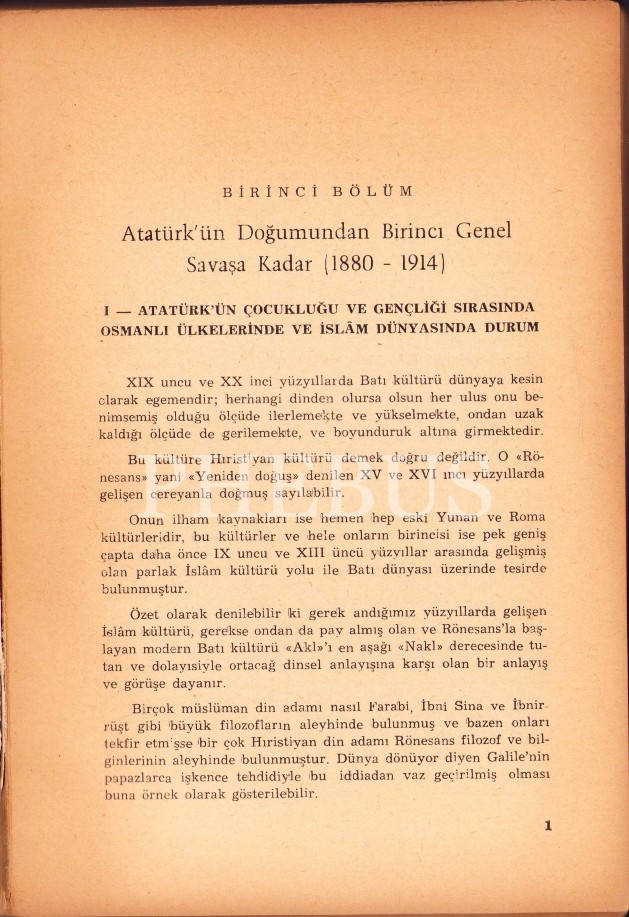 BİRİNCİ BÖLÜM
Atatürk'ün Doğumundan Birinci Genel
Savaşa Kadar (1880 - 1914)
I — ATATÜRK'ÜN ÇOCUKLUĞU VE GENÇLİĞİ SIRASINDA
OSMANLI ÜLKELERİNDE VE İSLÂM DÜNYASINDA DURUM
XIX uncu ve XX inci yüzyıllarda Batı kültürü dünyaya kesin
olarak egemendir; herhangi dinden olursa olsun her ulus onu be-
nimsemiş olduğu ölçüde ilerlemekte ve yükselmekte, ondan uzak
kaldığı ölçüde de gerilemekte, ve boyunduruk altına girmektedir.
Bu kültüre Hıristiyan kültürü demek doğru değildir. O «Rö-
nesans» yani «Yeniden doğuş» denilen XV ve XVI ıncı yüzyıllarda
gelişen cereyanla doğmuş sayılabilir.
PHEBUS
Onun ilham kaynakları ise hemen hep eski Yunan ve Roma
kültürleridir, bu kültürler ve hele onların birincisi ise pek geniş
çapta daha önce IX uncu ve XIII üncü yüzyıllar arasında gelişmiş
olan parlak İslâm kültürü yolu ile Batı dünyası üzerinde tesirde
bulunmuştur.
Özet olarak denilebilir ki gerek andığımız yüzyıllarda gelişen
İslâm kültürü, gerekse ondan da pay almış olan ve Rönesans'la baş-
layan modern Batı kültürü «Akl»'ı en aşağı «Nakl» derecesinde tu-
tan ve dolayısiyle ortacağ dinsel anlayışına karşı olan bir anlayış
ve görüşe dayanır.
Birçok müslüman din adamı nasıl Farabi, İbni Sina ve İbnir-
rüşt gibi büyük filozofların aleyhinde bulunmuş ve bazen onları
tekfir etmişse bir çok Hıristiyan din adamı Rönesans filozof ve bil-
ginlerinin aleyhinde bulunmuştur. Dünya dönüyor diyen Galile'nin
papazlarca işkence tehdidiyle bu iddiadan vaz geçirilmiş olması
buna örnek olarak gösterilebilir.
1